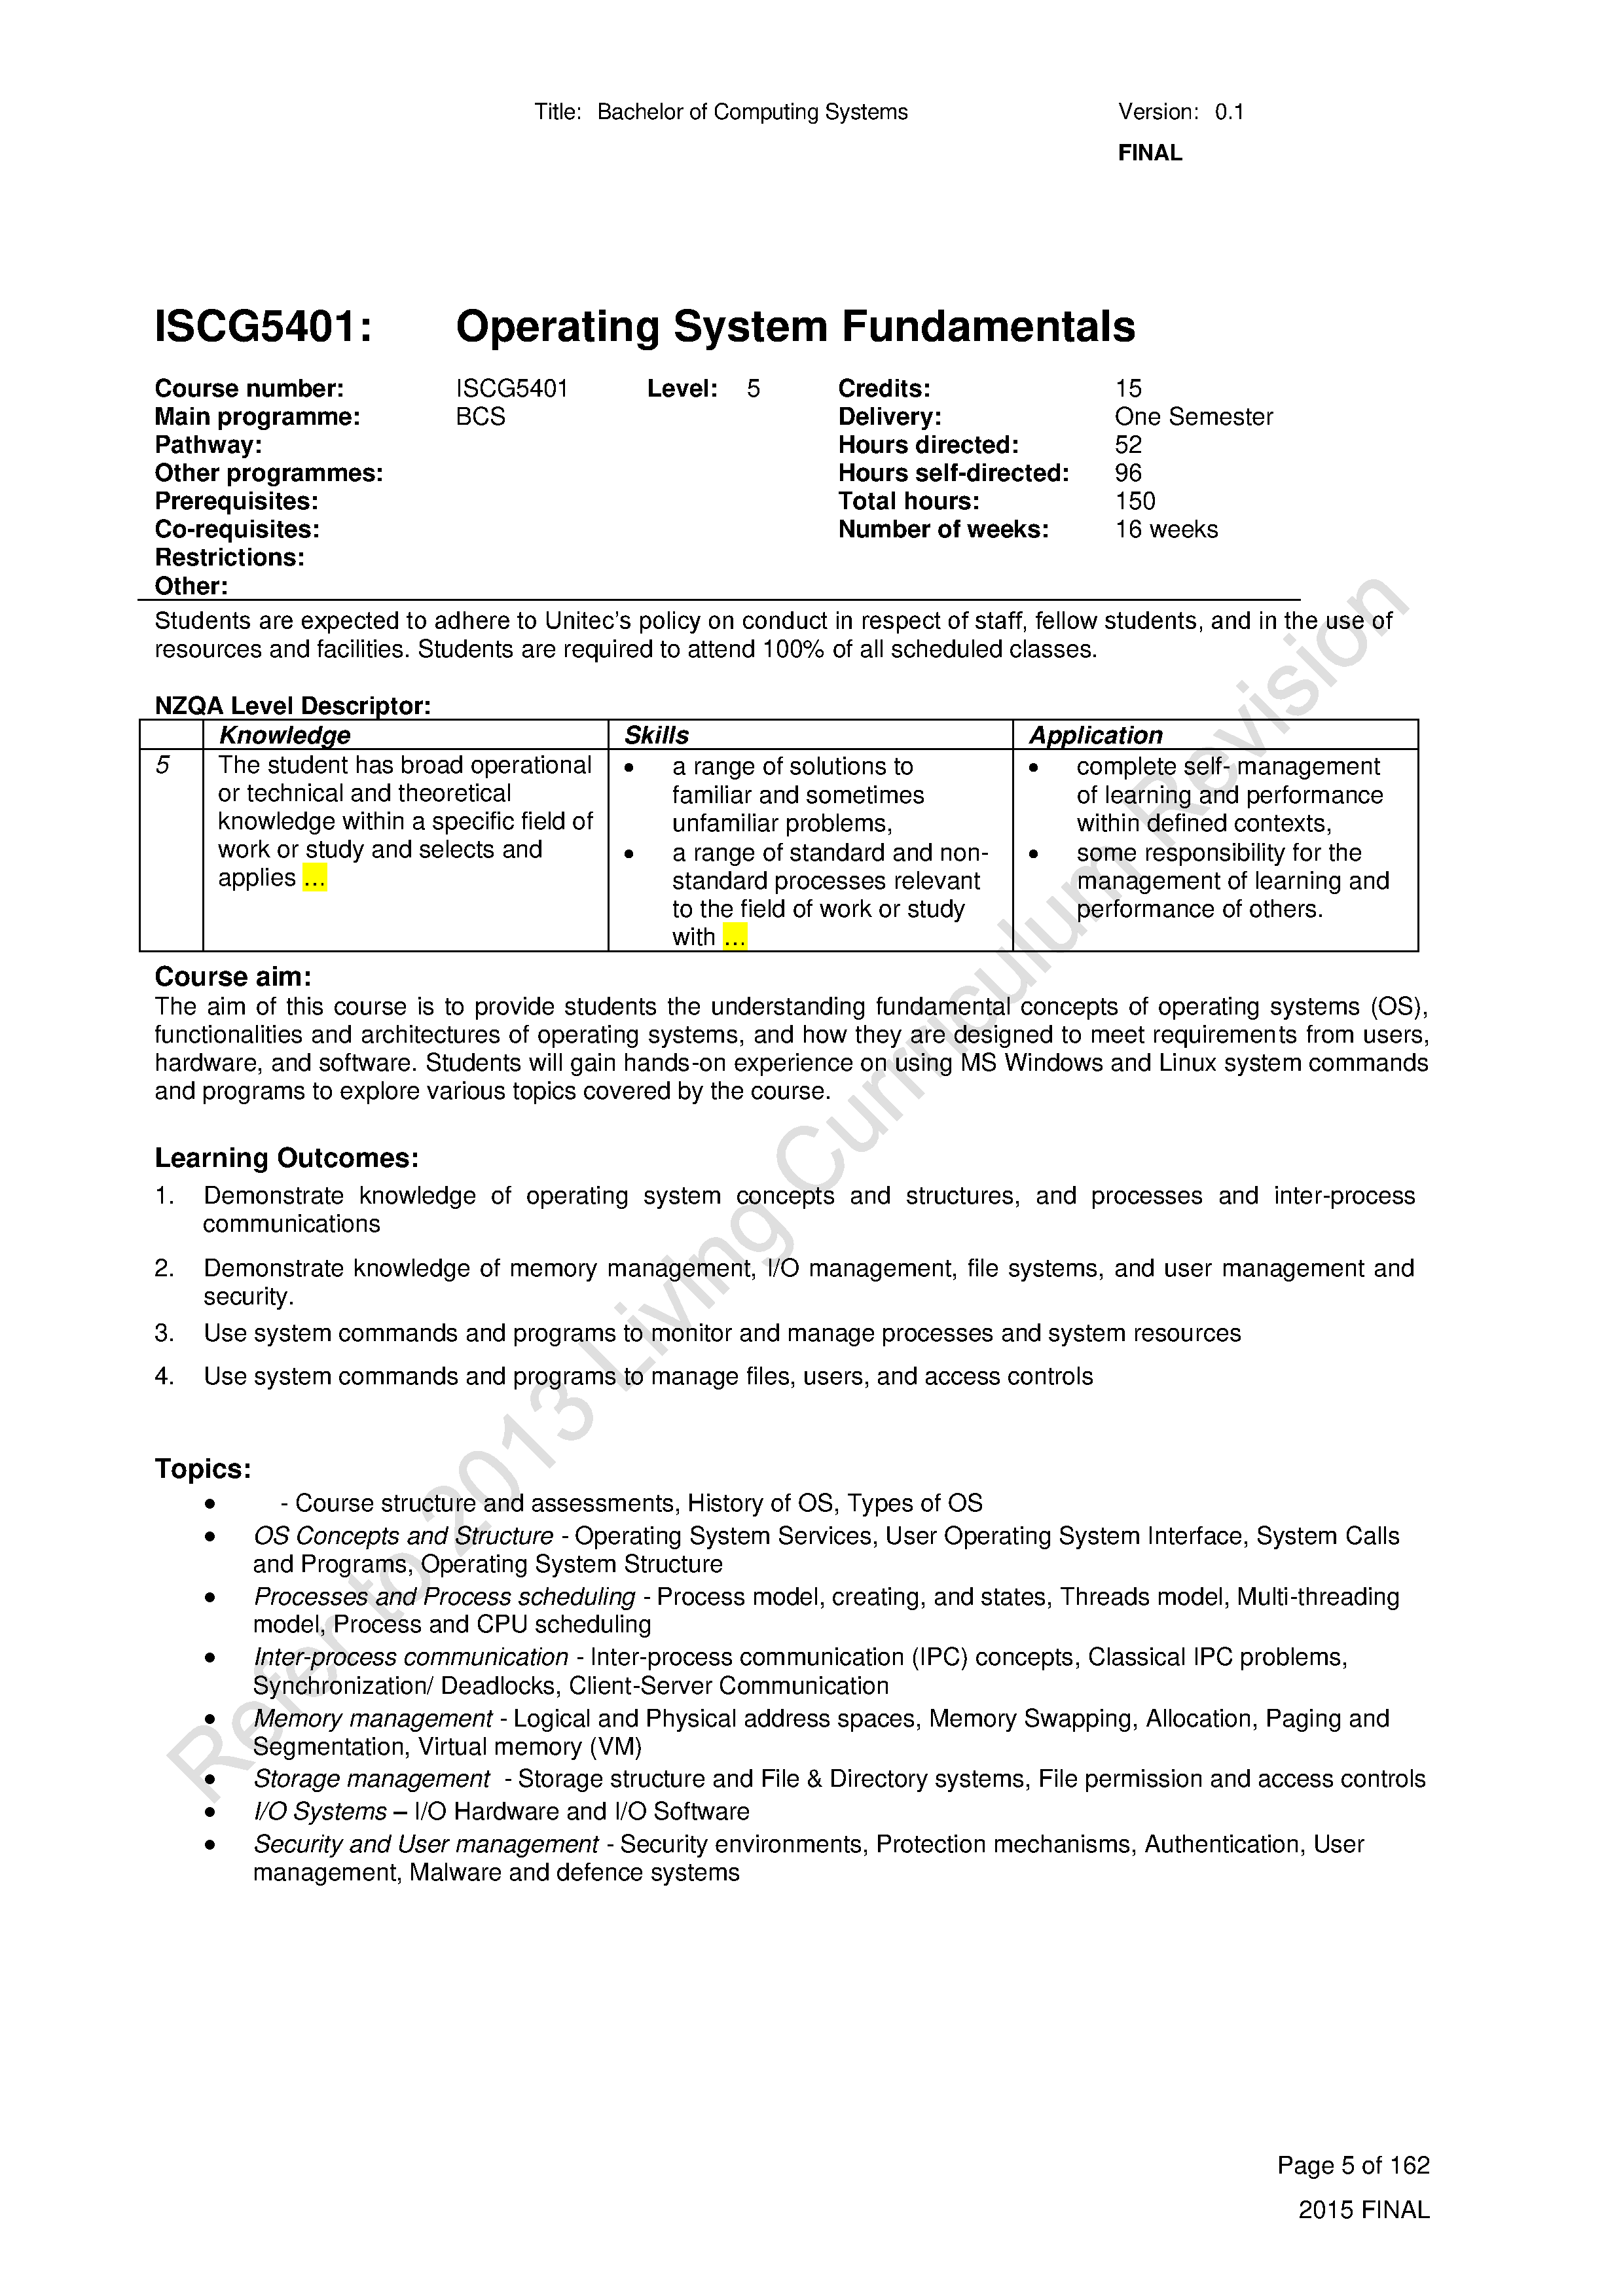 Title: Bachelor of Computing Systems Version: 0.1
FINAL
ISCG5401: Operating System Fundamentals
Course number: ISCG5401 Level: 5 Credits: 15
Main programme: BCS Delivery: One Semester
Pathway: Hours directed: 52
Other programmes: Hours self-directed: 96
Prerequisites: Total hours: 150
Co-requisites: Number of weeks: 16 weeks
Restrictions:
Other:
Students are expected to adhere to Unitec’s policy on conduct in respect of staff, fellow students, and in the use of
resources and facilities. Students are required to attend 100% of all scheduled classes.
NZQA Level Descriptor:
Knowledge Skills Application
5
The student has broad operational
or technical and theoretical
knowledge within a specific field of
work or study and selects and
applies …
• a range of solutions to
familiar and sometimes
unfamiliar problems,
• a range of standard and non-
standard processes relevant
to the field of work or study
with …
• complete self- management
of learning and performance
within defined contexts,
• some responsibility for the
management of learning and
performance of others.
Course aim:
The aim of this course is to provide students the understanding fundamental concepts of operating systems (OS),
functionalities and architectures of operating systems, and how they are designed to meet requirements from users,
hardware, and software. Students will gain hands-on experience on using MS Windows and Linux system commands
and programs to explore various topics covered by the course.
Learning Outcomes:
1. Demonstrate knowledge of operating system concepts and structures, and processes and inter-process
communications
2. Demonstrate knowledge of memory management, I/O management, file systems, and user management and
security.
3. Use system commands and programs to monitor and manage processes and system resources
4. Use system commands and programs to manage files, users, and access controls
Topics:
• - Course structure and assessments, History of OS, Types of OS
• OS Concepts and Structure - Operating System Services, User Operating System Interface, System Calls
and Programs, Operating System Structure
• Processes and Process scheduling - Process model, creating, and states, Threads model, Multi-threading
model, Process and CPU scheduling
• Inter-process communication - Inter-process communication (IPC) concepts, Classical IPC problems,
Synchronization/ Deadlocks, Client-Server Communication
• Memory management - Logical and Physical address spaces, Memory Swapping, Allocation, Paging and
Segmentation, Virtual memory (VM)
• Storage management - Storage structure and File & Directory systems, File permission and access controls
• I/O Systems – I/O Hardware and I/O Software
• Security and User management - Security environments, Protection mechanisms, Authentication, User
management, Malware and defence systems
Refer to 2013 Living Curriculum Revision
Page 5 of 162
2015 FINAL